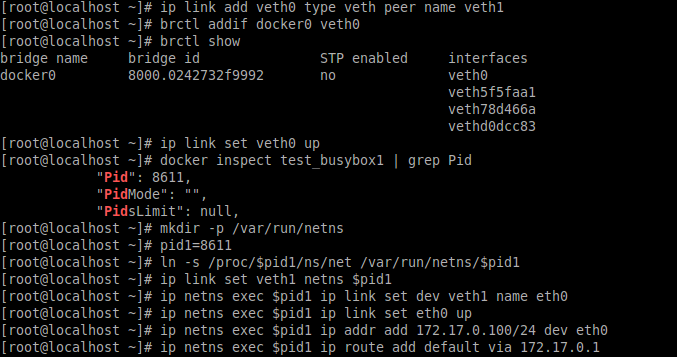 [root@localhost ~]# ip link add veth0 type veth peer name veth1
[root@localhost ~]# brctl addif docker0 veth0
[root@localhost ~]# brctl show
bridge name     bridge id               STP enabled     interfaces
docker0         8000.0242732f9992       no              veth0
                                                        veth5f5faa1
                                                        veth78d466a
                                                        vethd0dcc83
[root@localhost ~]# ip link set veth0 up
[root@localhost ~]# docker inspect test_busybox1 | grep Pid
            "Pid": 8611,
            "PidMode": "",
            "PidsLimit": null,
[root@localhost ~]# mkdir -p /var/run/netns
[root@localhost ~]# pid1=8611
[root@localhost ~]# ln -s /proc/$pid1/ns/net /var/run/netns/$pid1
[root@localhost ~]# ip link set veth1 netns $pid1
[root@localhost ~]# ip netns exec $pid1 ip link set dev veth1 name eth0
[root@localhost ~]# ip netns exec $pid1 ip link set eth0 up
[root@localhost ~]# ip netns exec $pid1 ip addr add 172.17.0.100/24 dev eth0
[root@localhost ~]# ip netns exec $pid1 ip route add default via 172.17.0.1